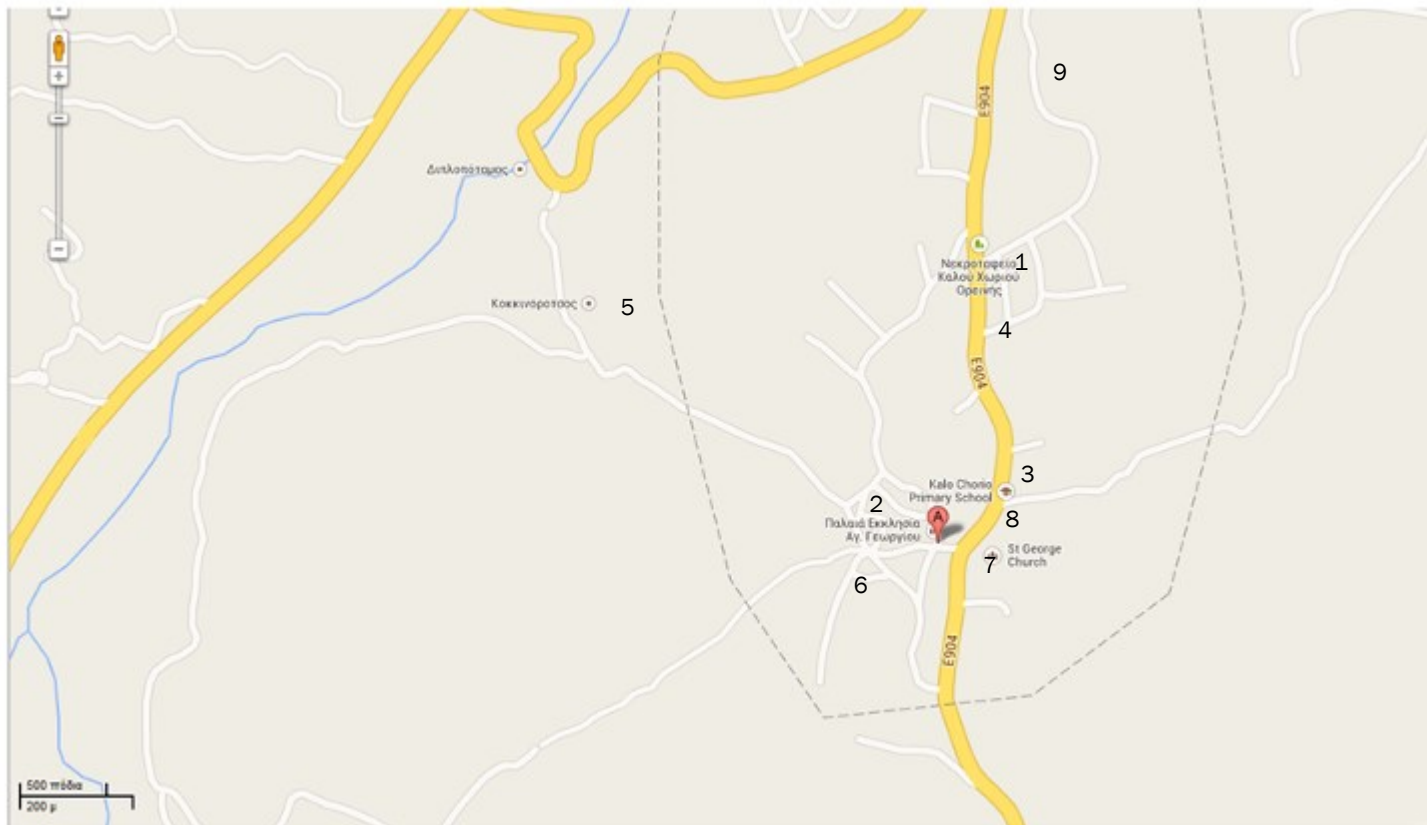 9
E904
Διπλοπόταμος
1
Νεκροταφείο
Καλού Χωριού
Ορεινής
Κοκκινόροτσος
5
4
E904
3
Kalo Chorio
Primary School
2
A
8
Παλαιά Εκκλησία
Αγ. Γεωργίου
St George
Church
7
6
E904
500 πόδια
200 μ